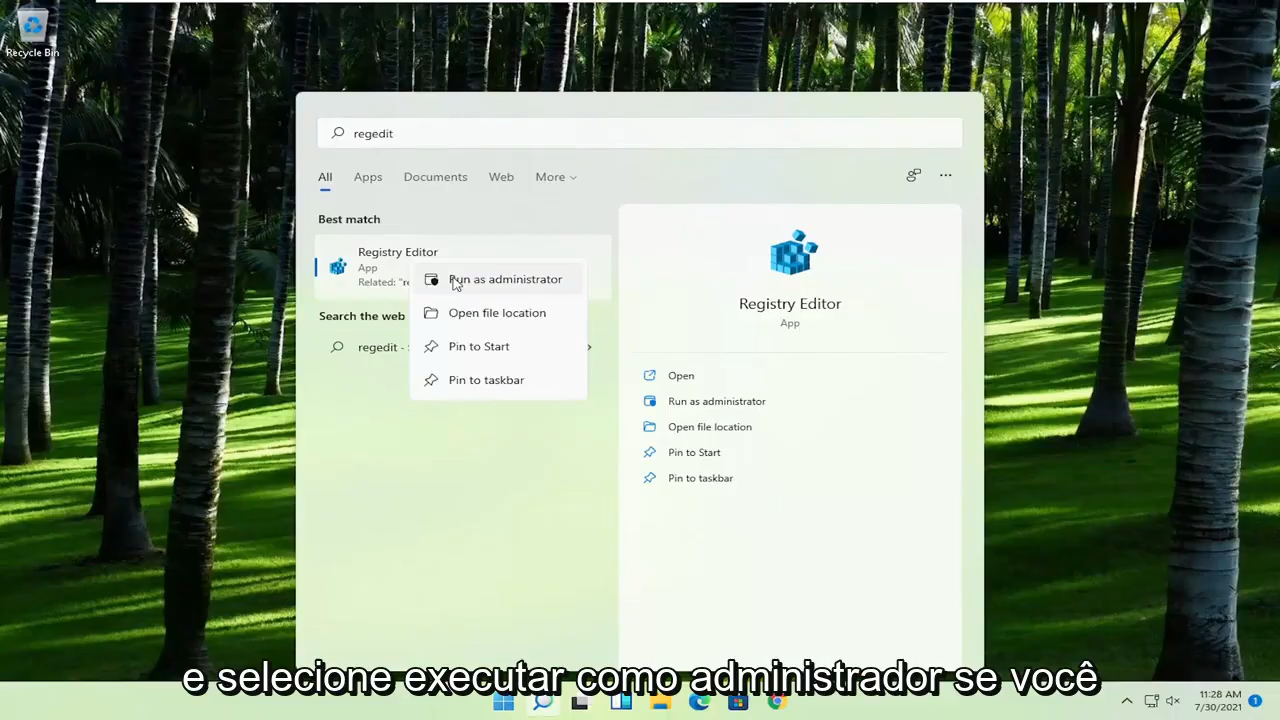 Recycle Bin
regedit
All Apps Documents Web More
Best match
Registry Editor
App
Related: "re
Search the web
regedit -
Run as administrator
Open file location
Pin to Start
Pin to taskbar
Registry Editor
App
Open
Run as administrator
Open file location
Pin to Start
Pin to taskbar
e selecione executar como administrador se você
11:28 AM
7/30/2021
1